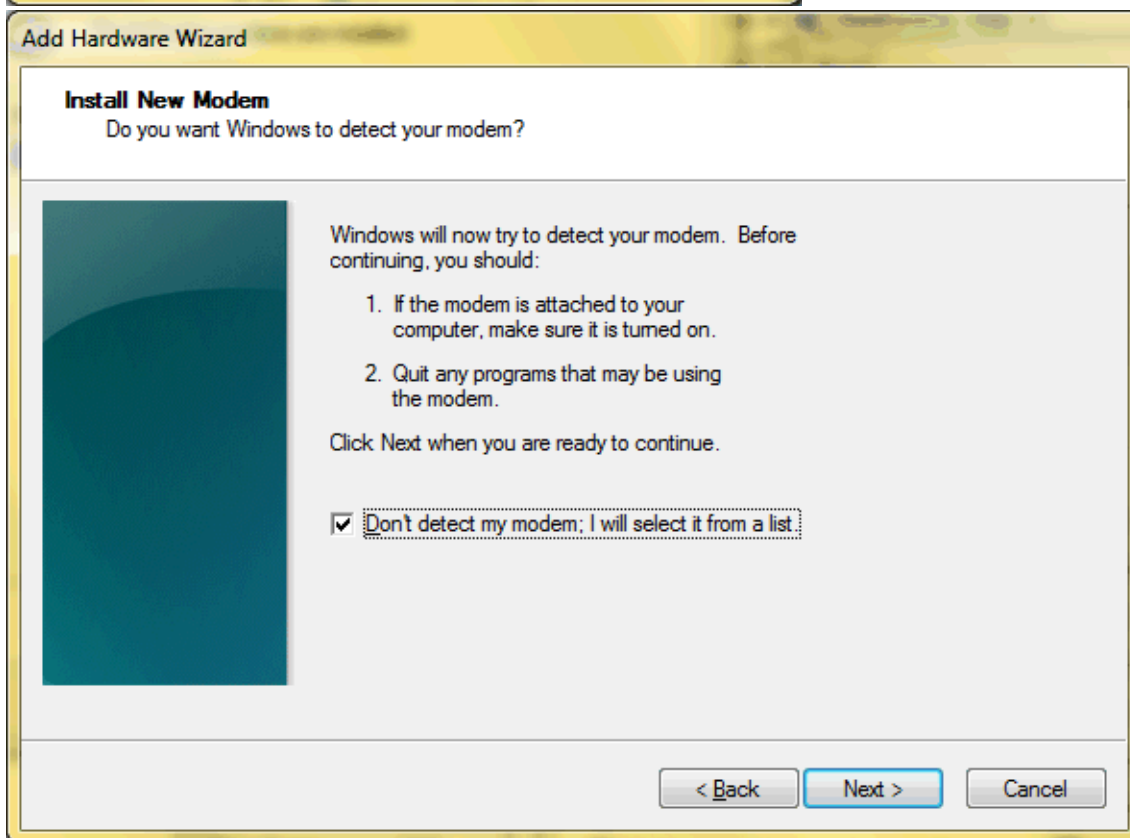 Add Hardware Wizard
Install New Modem
Do you want Windows to detect your modem?
Windows will now try to detect your modem.  Before
continuing, you should:
1. If the modem is attached to your
computer, make sure it is turned on.
2. Quit any programs that may be using
the modem.
Click Next when you are ready to continue.
Don't detect my modem; I will select it from a list.
< Back
Next >
Cancel